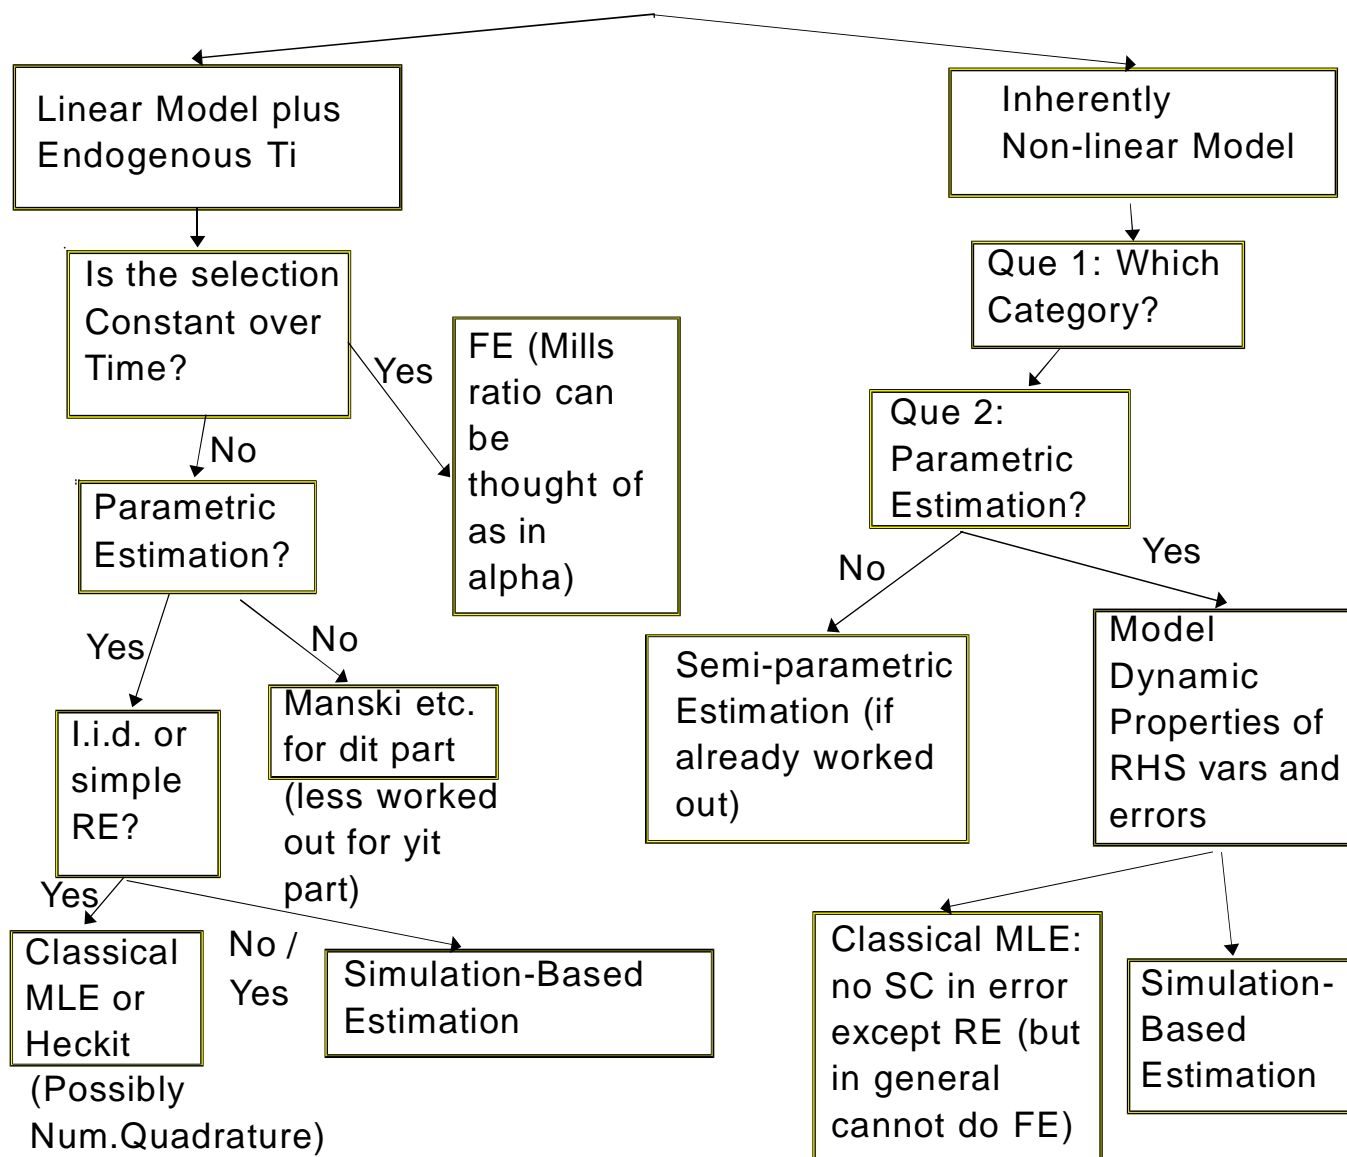 Linear Model plus
Endogenous Ti
Inherently
Non-linear Model
Is the selection
Constant over
Time?
Que 1: Which
Category?
Yes
FE (Mills
ratio can
be
thought of
as in
alpha)
Que 2:
Parametric
Estimation?
No
Parametric
Estimation?
No
Yes
Yes
No
Semi-parametric
Estimation (if
already worked
out)
Model
Dynamic
Properties of
RHS vars and
errors
I.i.d. or
simple
RE?
Manski etc.
for dit part
(less worked
out for yit
part)
Yes
No /
Yes
Classical
MLE or
Heckit
(Possibly
Num.Quadrature)
Simulation-Based
Estimation
Classical MLE:
no SC in error
except RE (but
in general
cannot do FE)
Simulation-
Based
Estimation